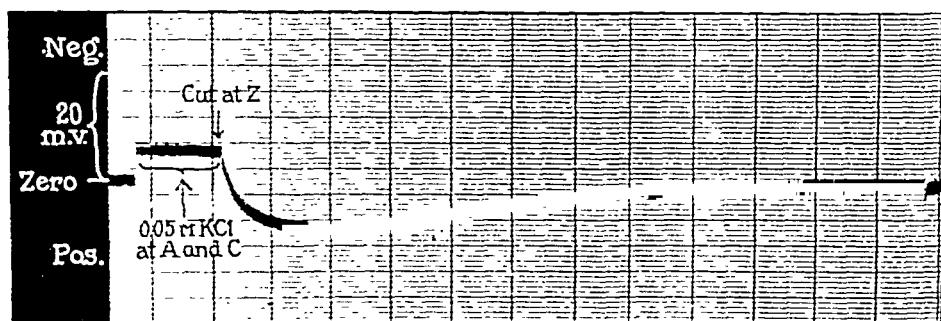 Neg.
Cut at Z
20
m.v.
Zero
0.05 M KCl
at A and C
Pos.